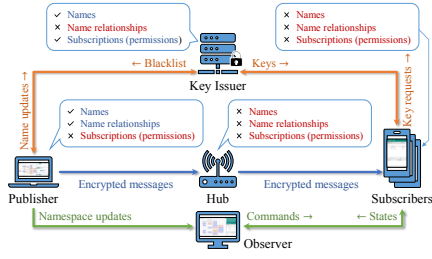 ✓ Names
× Name relationships
✓ Subscriptions (permissions)
× Names
× Name relationships
× Subscriptions (permissions)
← Blacklist
Keys →
Key Issuer
Name updates →
Key requests →
✓ Names
✓ Name relationships
× Subscriptions (permissions)
× Names
× Name relationships
× Subscriptions (permissions)
Encrypted messages
Encrypted messages
Publisher
Hub
Subscribers
Namespace updates
Commands →
← States
Observer